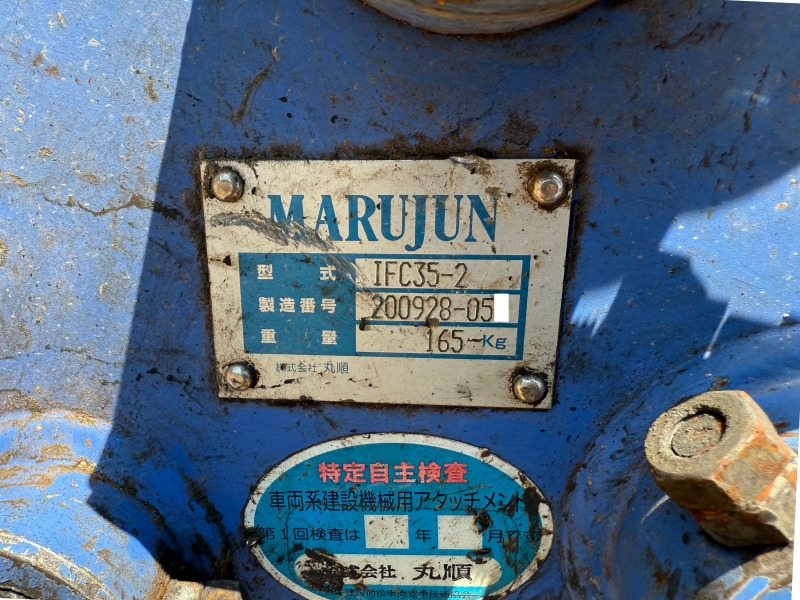 MARUJUN
型式 IFC35-2
製造番号 200928-05
重量 165 Kg
株式会社 丸順
特定自主検査
車両系建設機械用アタッチメント
第1回検査は 年 月です
株式会社 丸順